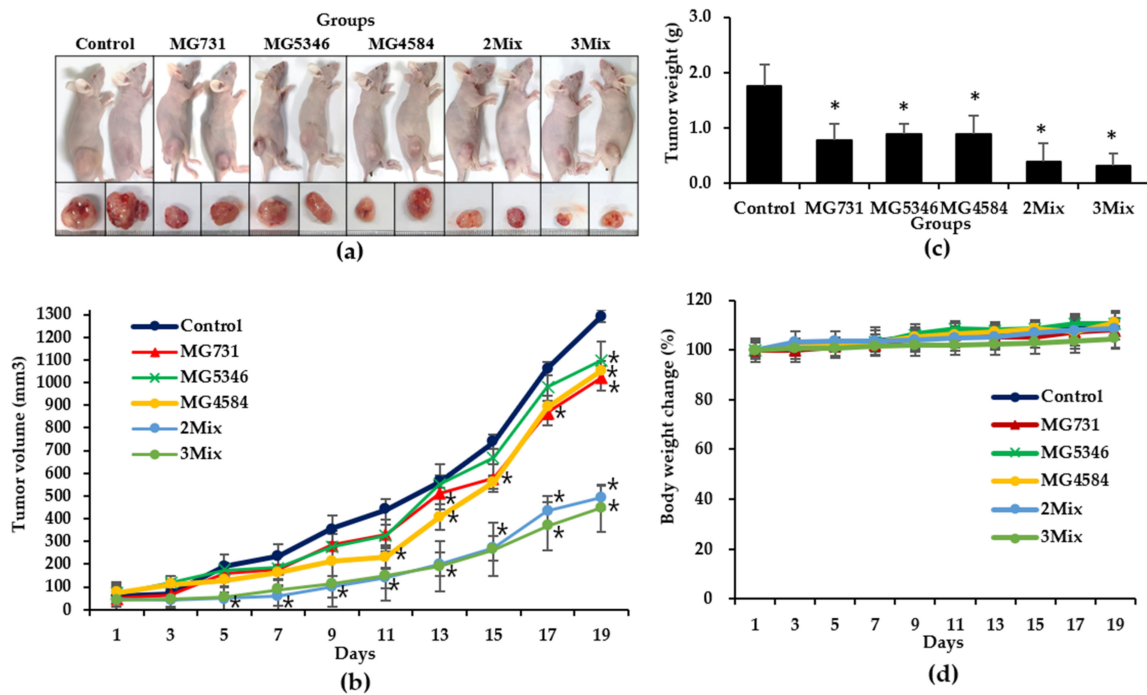 Groups
Control MG731 MG5346 MG4584 2Mix 3Mix
(a)
Tumor weight (g)
3.0
2.0
1.0
0.0
* * * * *
Control MG731 MG5346 MG4584 2Mix 3Mix
Groups
(c)
Tumor volume (mm3)
1300
1200
1100
1000
900
800
700
600
500
400
300
200
100
0
Control
MG731
MG5346
MG4584
2Mix
3Mix
1 3 5 7 9 11 13 15 17 19
Days
(b)
Body weight change (%)
120
100
80
60
40
20
0
Control
MG731
MG5346
MG4584
2Mix
3Mix
1 3 5 7 9 11 13 15 17 19
Days
(d)